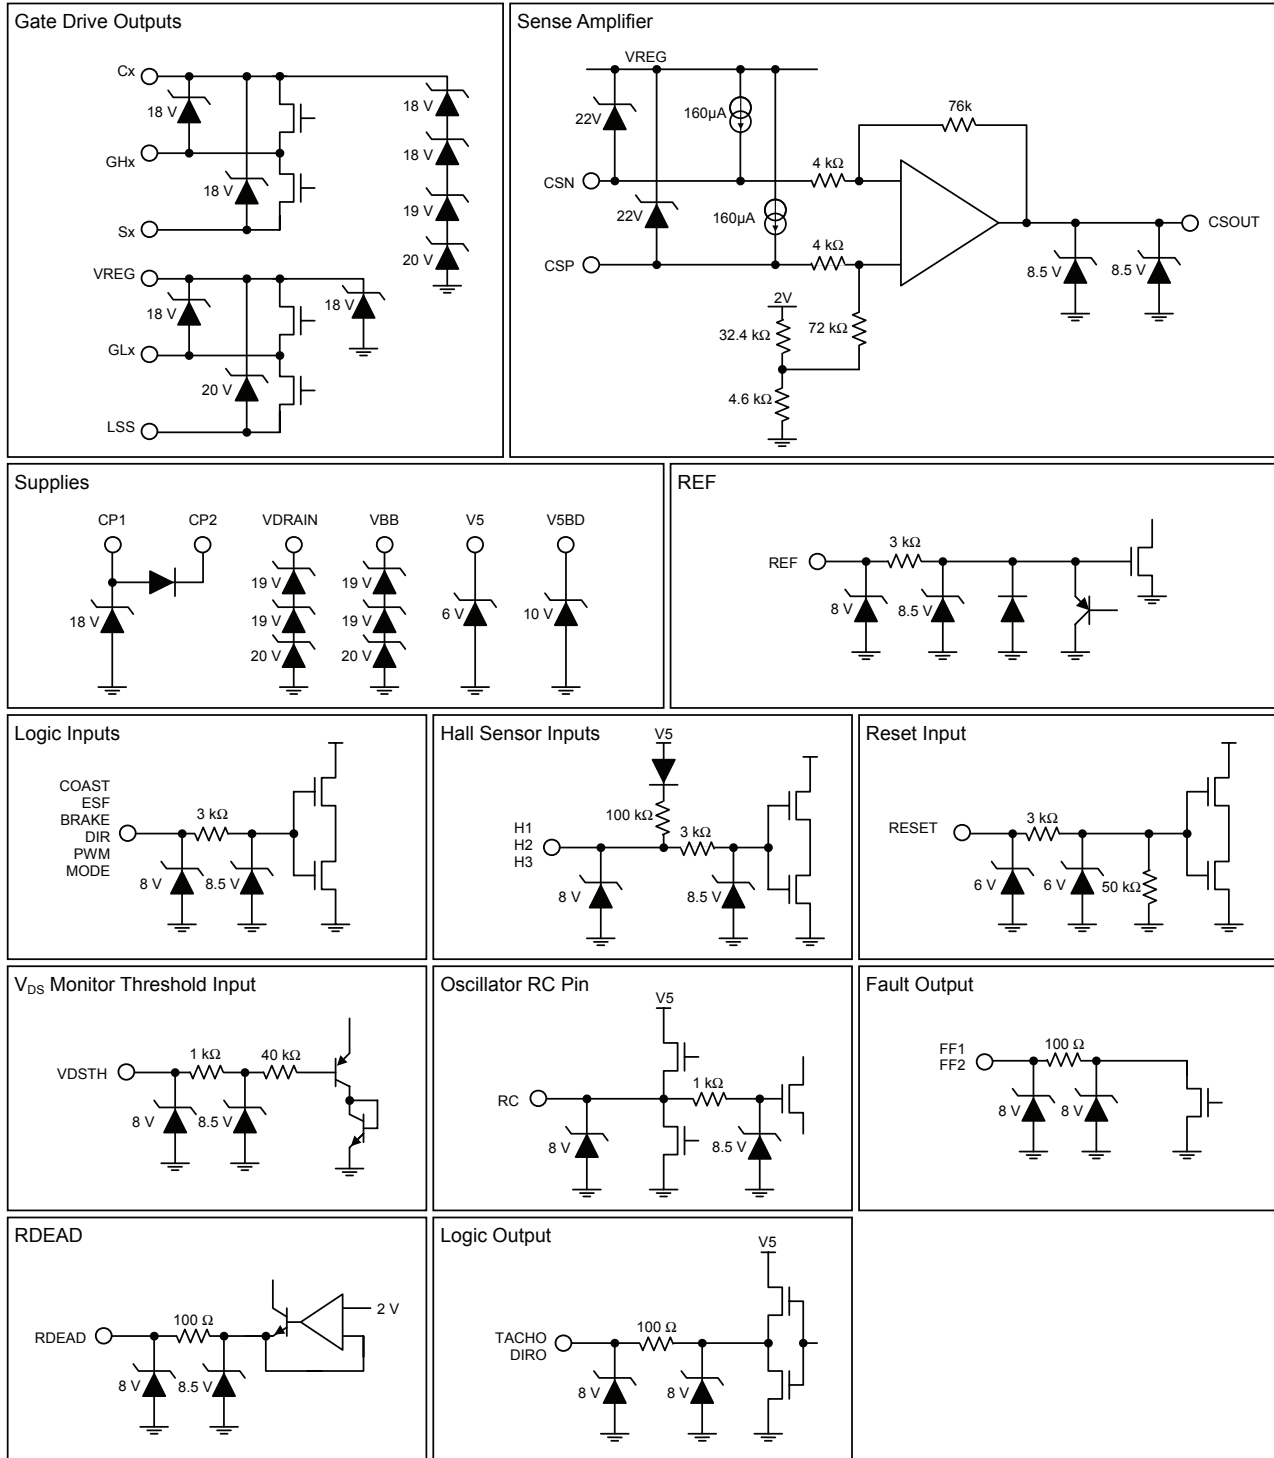 Gate Drive Outputs
Cx
18 V
GHx
18 V
Sx
18 V
18 V
19 V
20 V
VREG
18 V
18 V
GLx
20 V
LSS
Sense Amplifier
VREG
22V
160µA
76k
4 kΩ
CSN
22V
160µA
4 kΩ
CSP
CSOUT
8.5 V
8.5 V
2V
32.4 kΩ
72 kΩ
4.6 kΩ
Supplies
CP1
CP2
VDRAIN
VBB
V5
V5BD
18 V
19 V
19 V
20 V
19 V
19 V
20 V
6 V
10 V
REF
REF
3 kΩ
8 V
8.5 V
Logic Inputs
COAST
ESF
BRAKE
DIR
PWM
MODE
3 kΩ
8 V
8.5 V
Hall Sensor Inputs
V5
100 kΩ
3 kΩ
H1
H2
H3
8 V
8.5 V
Reset Input
RESET
3 kΩ
6 V
6 V
50 kΩ
VDS Monitor Threshold Input
VDSTH
1 kΩ
40 kΩ
8 V
8.5 V
Oscillator RC Pin
V5
RC
1 kΩ
8 V
8.5 V
Fault Output
FF1
FF2
100 Ω
8 V
8 V
RDEAD
RDEAD
100 Ω
2 V
8 V
8.5 V
Logic Output
V5
TACHO
DIRO
100 Ω
8 V
8 V